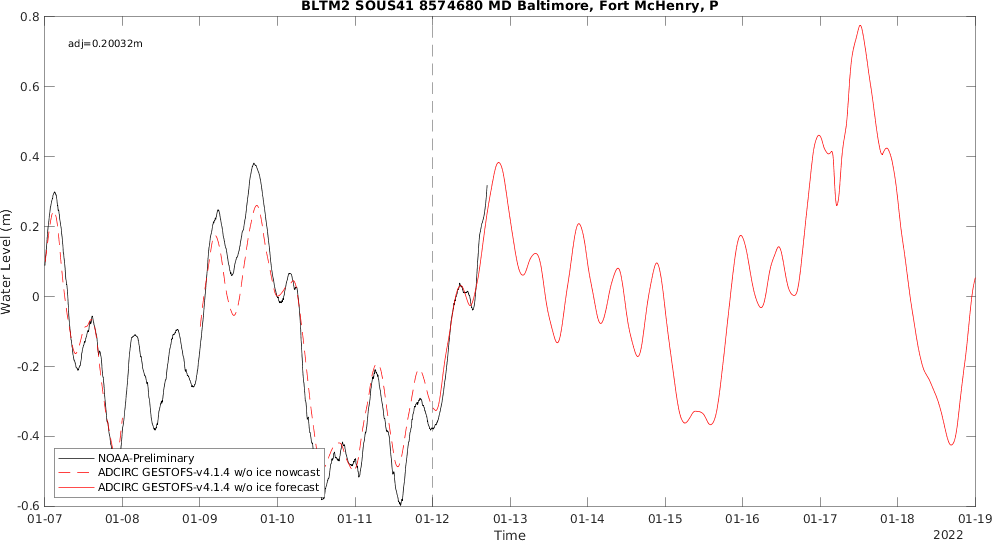 BLTM2 SOUS41 8574680 MD Baltimore, Fort McHenry, P
adj=0.20032m
0.8
0.6
0.4
0.2
0
-0.2
-0.4
-0.6
Water Level (m)
NOAA-Preliminary
ADCIRC GESTOFS-v4.1.4 w/o ice nowcast
ADCIRC GESTOFS-v4.1.4 w/o ice forecast
01-07 01-08 01-09 01-10 01-11 01-12 01-13 01-14 01-15 01-16 01-17 01-18 01-19
Time
2022